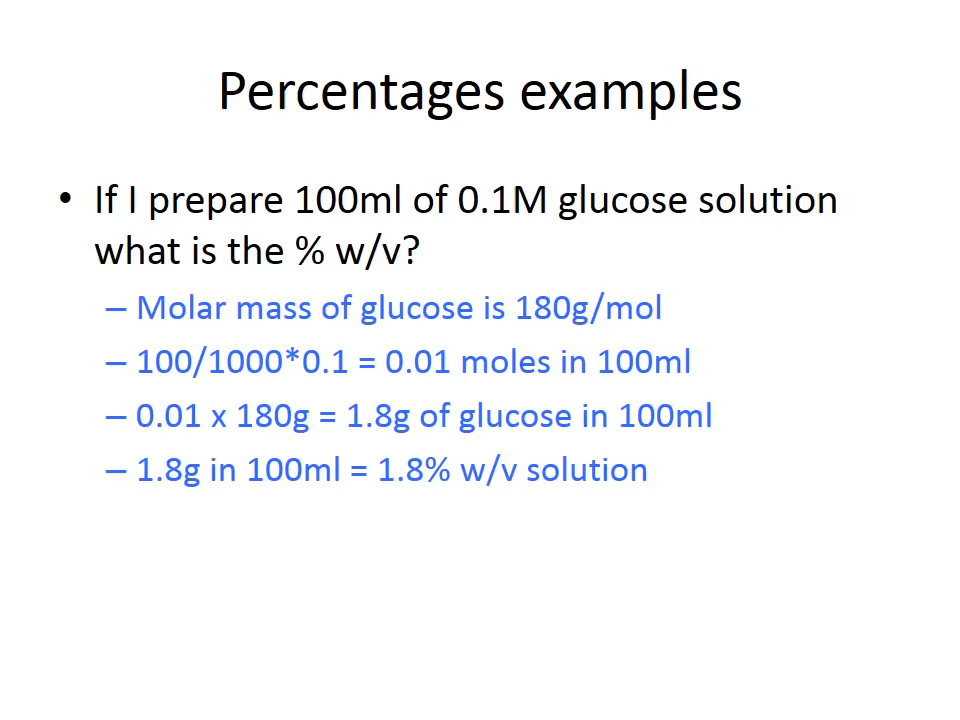 Percentages examples
• If I prepare 100ml of 0.1M glucose solution
what is the % w/v?
– Molar mass of glucose is 180g/mol
– 100/1000*0.1 = 0.01 moles in 100ml
– 0.01 x 180g = 1.8g of glucose in 100ml
– 1.8g in 100ml = 1.8% w/v solution